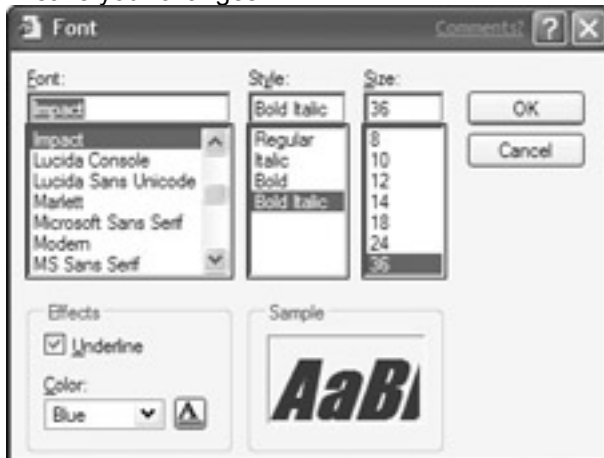 Font
Comments?
Font:
Style:
Size:
Impact
Bold Italic
36
OK
Cancel
Impact
Lucida Console
Lucida Sans Unicode
Marlett
Microsoft Sans Serif
Modern
MS Sans Serif
Regular
Italic
Bold
Bold Italic
8
10
12
14
18
24
36
Effects
Underline
Color:
Blue
A
Sample
AaB